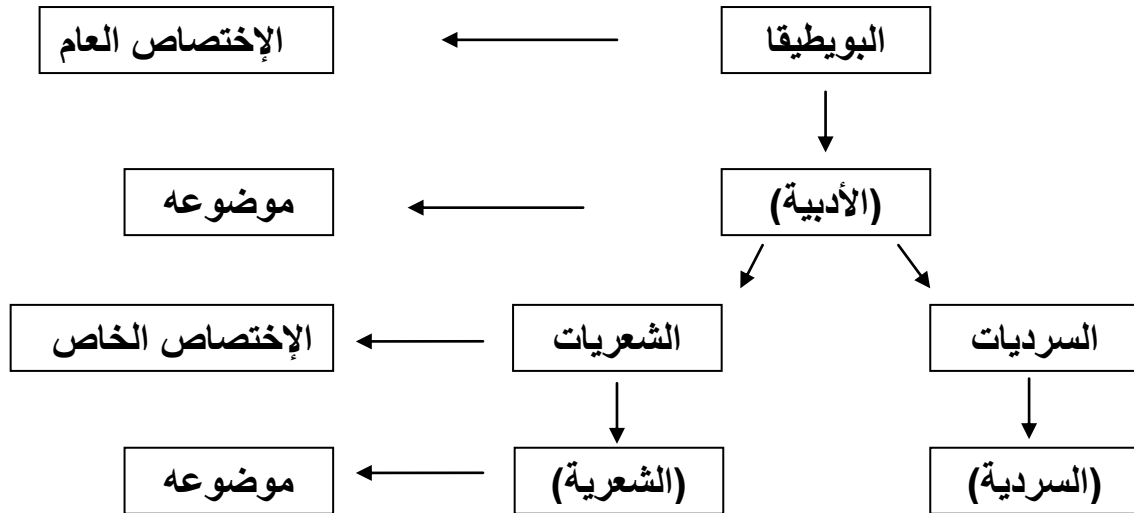 البويطيقا
الإختصاص العام
(الأدبية)
موضوعه
السرديات
الشعريات
الإختصاص الخاص
(السردية)
(الشعرية)
موضوعه